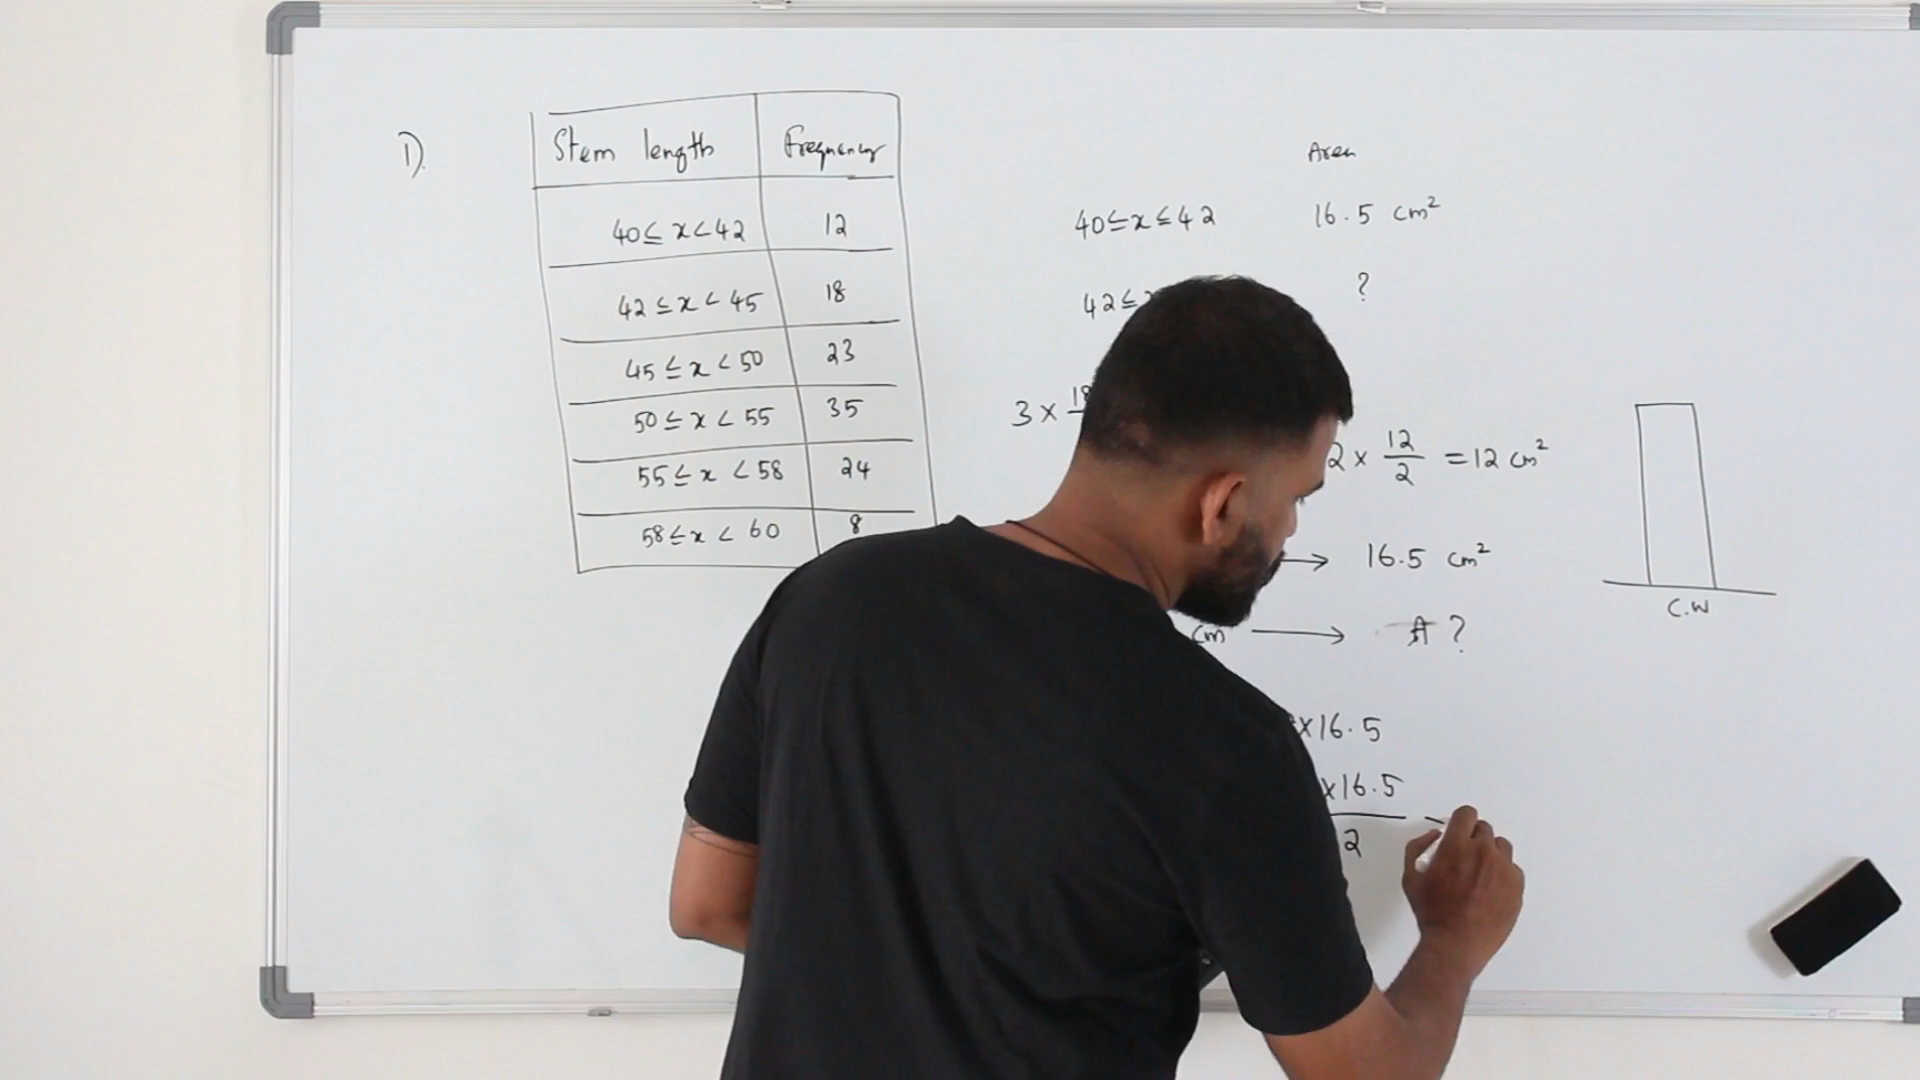 1).
Stem length Frequency
40 ≤ x < 42 12
42 ≤ x < 45 18
45 ≤ x < 50 23
50 ≤ x < 55 35
55 ≤ x < 58 24
58 ≤ x < 60 8
Area
40 ≤ x ≤ 42 16.5 cm²
42 ≤ ?
3 × 18
2 × 12/2 = 12 cm²
→ 16.5 cm²
cm → A ?
×16.5
×16.5
2
C.W